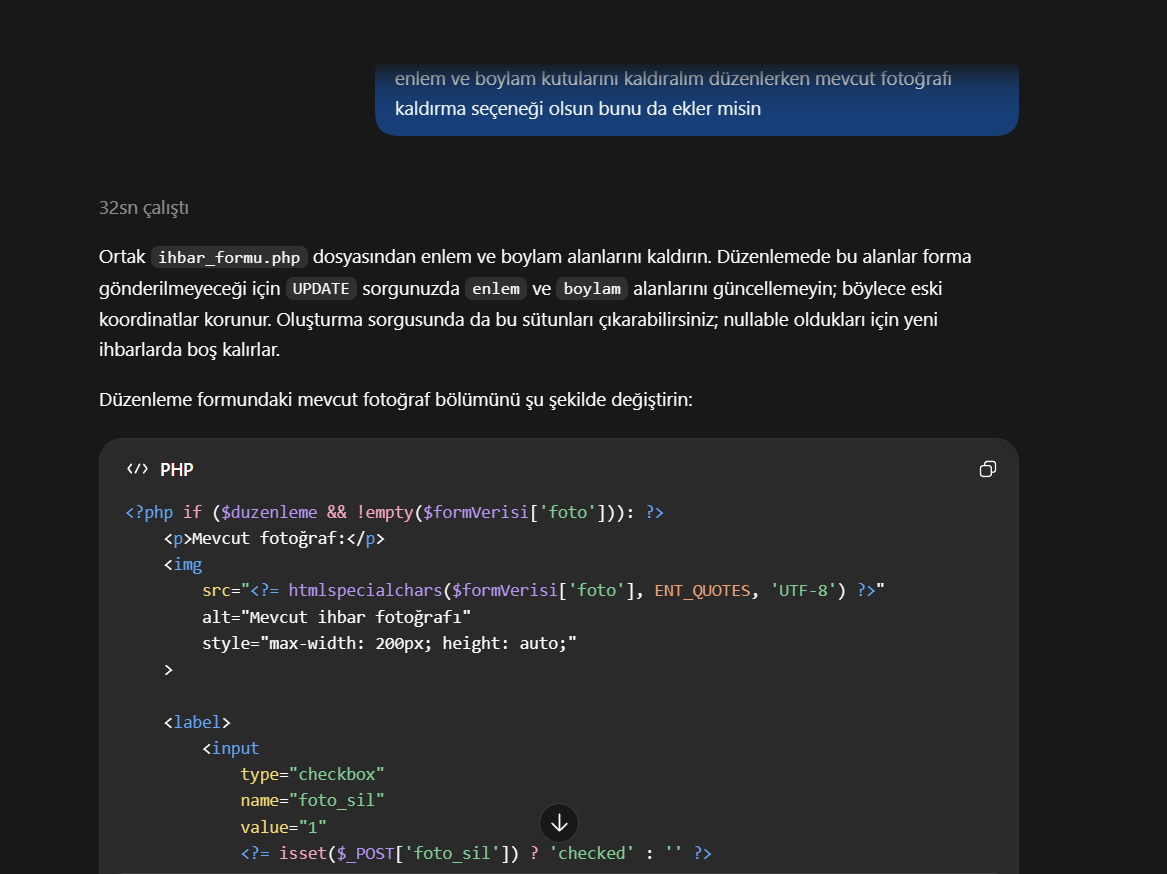 enlem ve boylam kutularını kaldıralım düzenlerken mevcut fotoğrafı
kaldırma seçeneği olsun bunu da ekler misin
32sn çalıştı
Ortak ihbar_formu.php dosyasından enlem ve boylam alanlarını kaldırın. Düzenlemede bu alanlar forma
gönderilmeyeceği için UPDATE sorgunuzda enlem ve boylam alanlarını güncellemeyin; böylece eski
koordinatlar korunur. Oluşturma sorgusunda da bu sütunları çıkarabilirsiniz; nullable oldukları için yeni
ihbarlarda boş kalırlar.
Düzenleme formundaki mevcut fotoğraf bölümünü şu şekilde değiştirin:
</> PHP
<?php if ($duzenleme && !empty($formVerisi['foto'])): ?>
    <p>Mevcut fotoğraf:</p>
    <img
        src="<?= htmlspecialchars($formVerisi['foto'], ENT_QUOTES, 'UTF-8') ?>"
        alt="Mevcut ihbar fotoğrafı"
        style="max-width: 200px; height: auto;"
    >
    <label>
        <input
            type="checkbox"
            name="foto_sil"
            value="1"
            <?= isset($_POST['foto_sil']) ? 'checked' : '' ?>